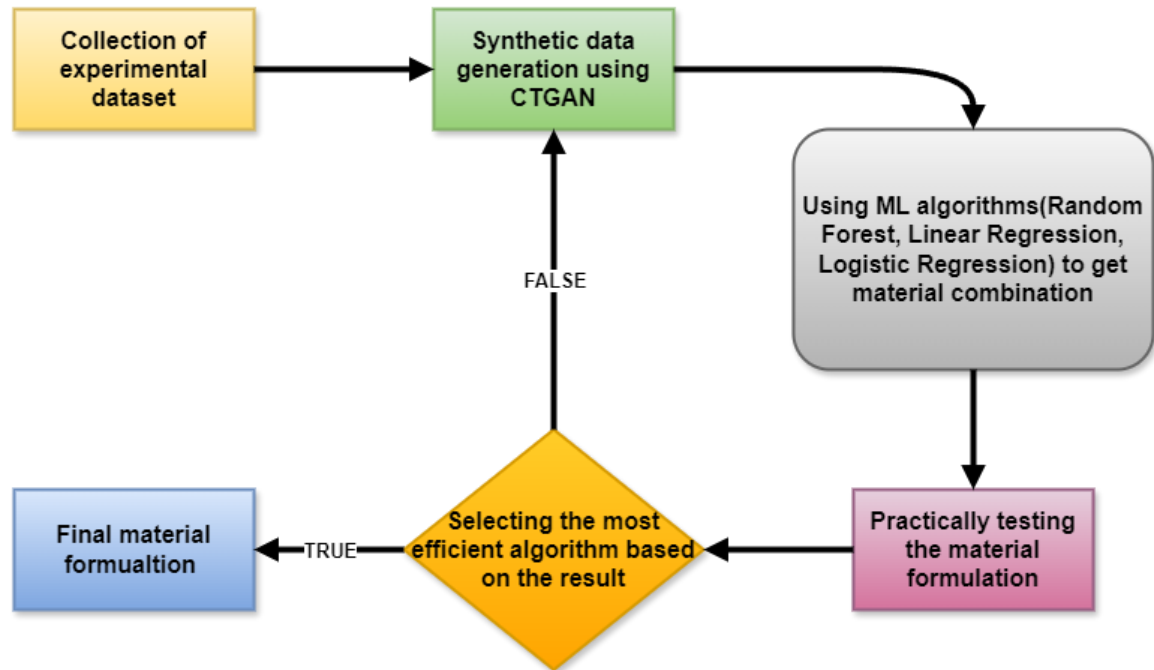 Collection of
experimental
dataset
Synthetic data
generation using
CTGAN
Using ML algorithms(Random
Forest, Linear Regression,
Logistic Regression) to get
material combination
FALSE
Final material
formualtion
TRUE
Selecting the most
efficient algorithm based
on the result
Practically testing
the material
formulation